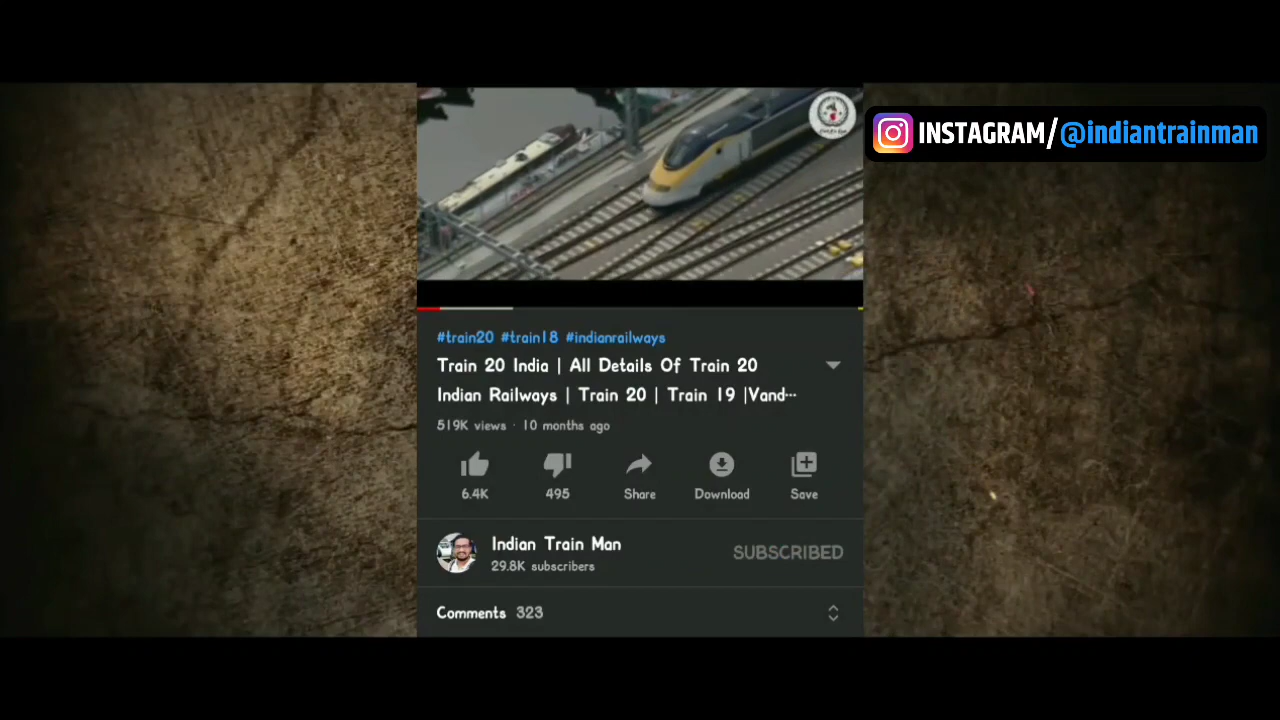 INSTAGRAM/@indiantrainman
#train20 #train18 #indianrailways
Train 20 India | All Details Of Train 20
Indian Railways | Train 20 | Train 19 |Vand...
519K views · 10 months ago
6.4K 495 Share Download Save
Indian Train Man
SUBSCRIBED
29.8K subscribers
Comments 323